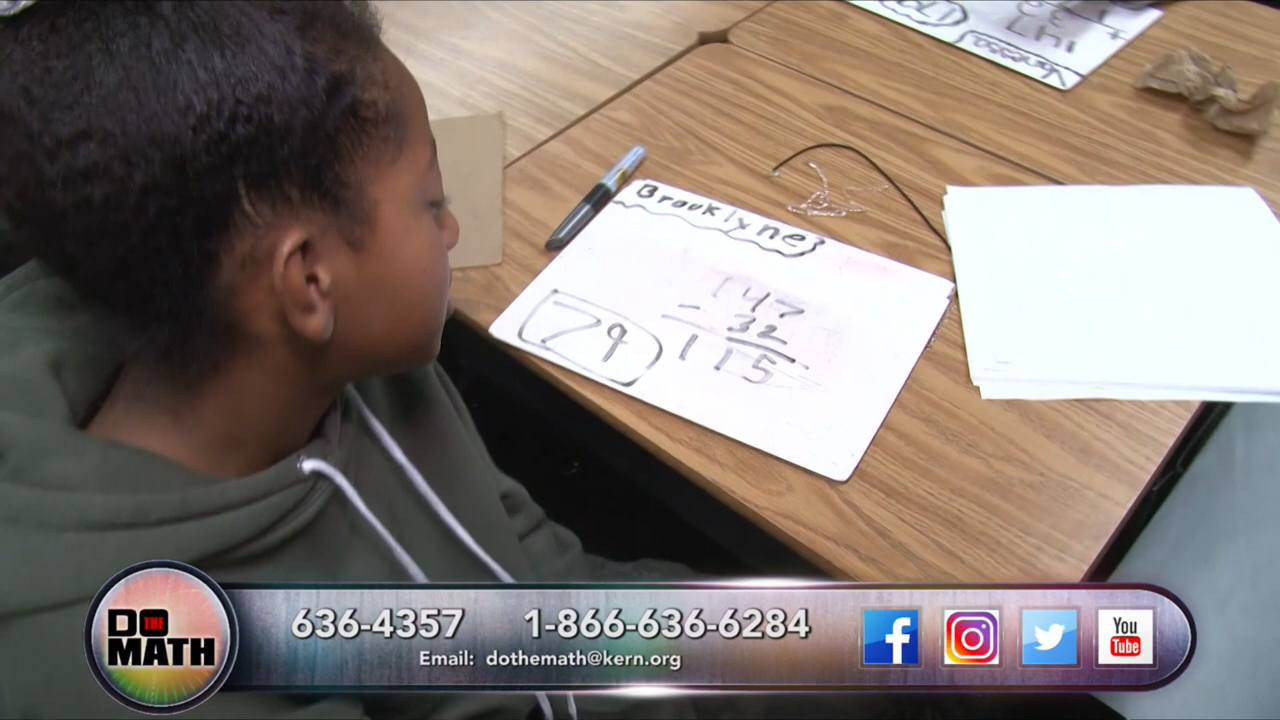 Vanessa
Brooklyne
147
- 32
115
79
DO THE MATH
636-4357 1-866-636-6284
Email: dothemath@kern.org
f
You Tube